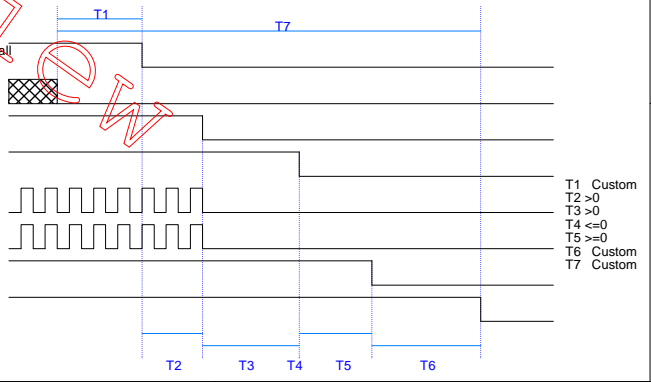 T1
T7
all
ew
T1 Custom
T2 >0
T3 >0
T4 <=0
T5 >=0
T6 Custom
T7 Custom
T2 T3 T4 T5 T6